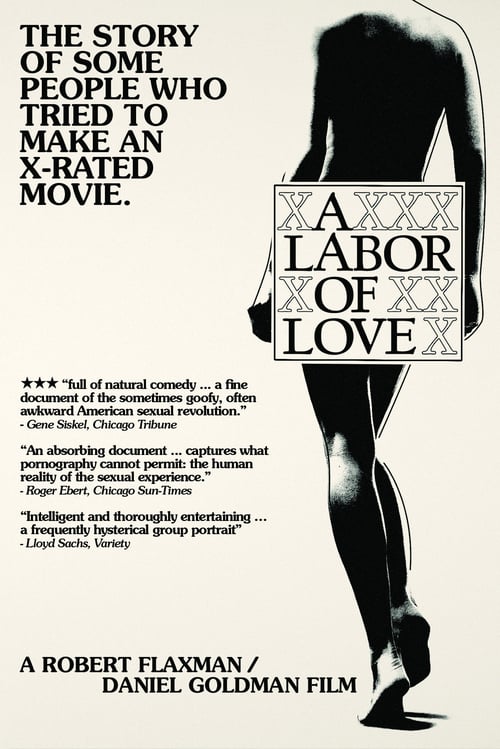 THE STORY
OF SOME
PEOPLE WHO
TRIED TO
MAKE AN
X-RATED
MOVIE.
XAXXX
LABOR
XOFXX
LOVEX
★★★ “full of natural comedy ... a fine
document of the sometimes goofy, often
awkward American sexual revolution.”
- Gene Siskel, Chicago Tribune
“An absorbing document ... captures what
pornography cannot permit: the human
reality of the sexual experience.”
- Roger Ebert, Chicago Sun-Times
“Intelligent and thoroughly entertaining ...
a frequently hysterical group portrait”
- Lloyd Sachs, Variety
A ROBERT FLAXMAN /
DANIEL GOLDMAN FILM